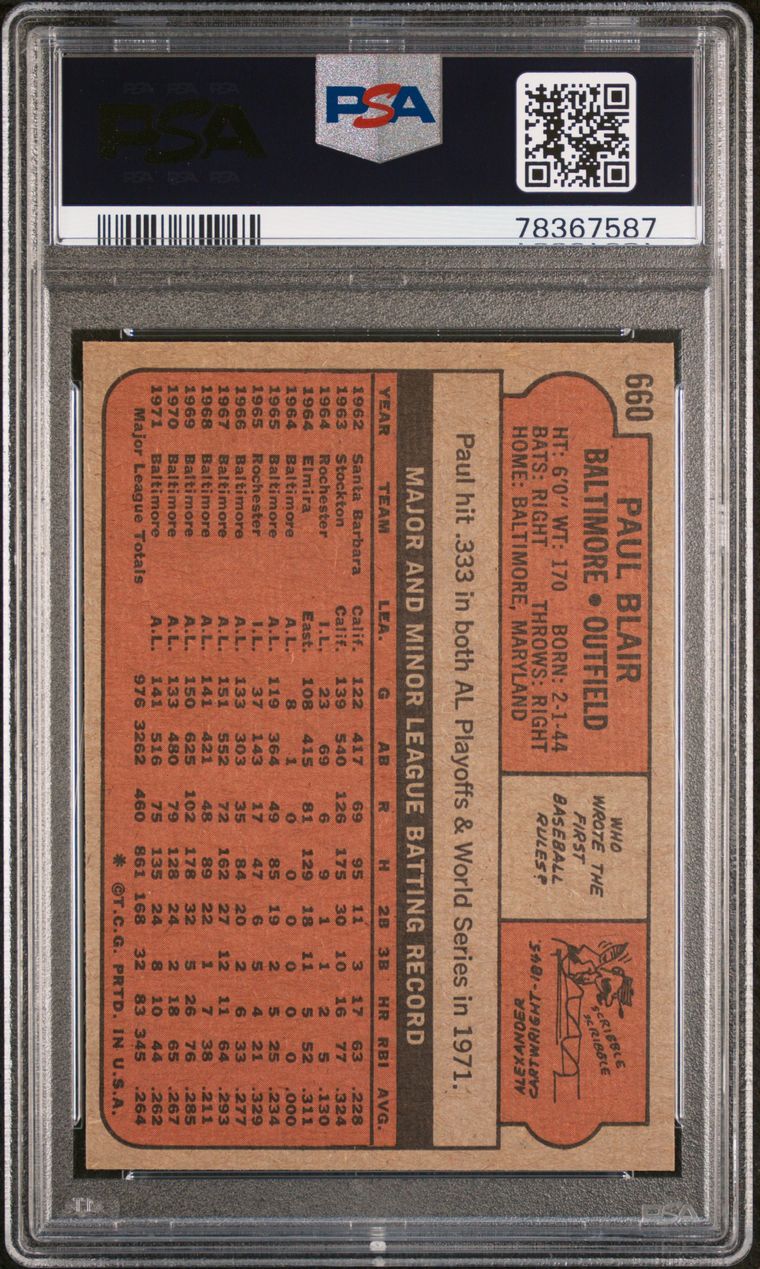 PSA
PSA
78367587
660
PAUL BLAIR
BALTIMORE • OUTFIELD
HT: 6'0" WT: 170 BORN: 2-1-44
BATS: RIGHT THROWS: RIGHT
HOME: BALTIMORE, MARYLAND
WHO
WROTE THE
FIRST
BASEBALL
RULES?
SCRIBBLE
SCRIBBLE
ALEXANDER
CARTWRIGHT-1845.
Paul hit .333 in both AL Playoffs & World Series in 1971.
MAJOR AND MINOR LEAGUE BATTING RECORD
YEAR TEAM LEA. G AB R H 2B 3B HR RBI AVG.
1962 Santa Barbara Calif. 122 417 69 95 11 3 17 63 .228
1963 Stockton Calif. 139 540 126 175 30 10 16 77 .324
1964 Rochester I.L. 23 69 6 9 1 1 2 5 .130
1964 Elmira East. 108 415 81 129 18 11 5 52 .311
1964 Baltimore A.L. 8 1 0 0 0 0 0 0 .000
1965 Baltimore A.L. 119 364 49 85 19 2 5 25 .234
1965 Rochester I.L. 37 143 17 47 6 5 4 21 .329
1966 Baltimore A.L. 133 303 35 84 20 2 6 33 .277
1967 Baltimore A.L. 151 552 72 162 27 12 11 64 .293
1968 Baltimore A.L. 141 421 48 89 22 1 7 38 .211
1969 Baltimore A.L. 150 625 102 178 32 5 26 76 .285
1970 Baltimore A.L. 133 480 79 128 24 2 18 65 .267
1971 Baltimore A.L. 141 516 75 135 24 8 10 44 .262
Major League Totals 976 3262 460 861 168 32 83 345 .264
* ©T.C.G. PRTD. IN U.S.A.
PSA